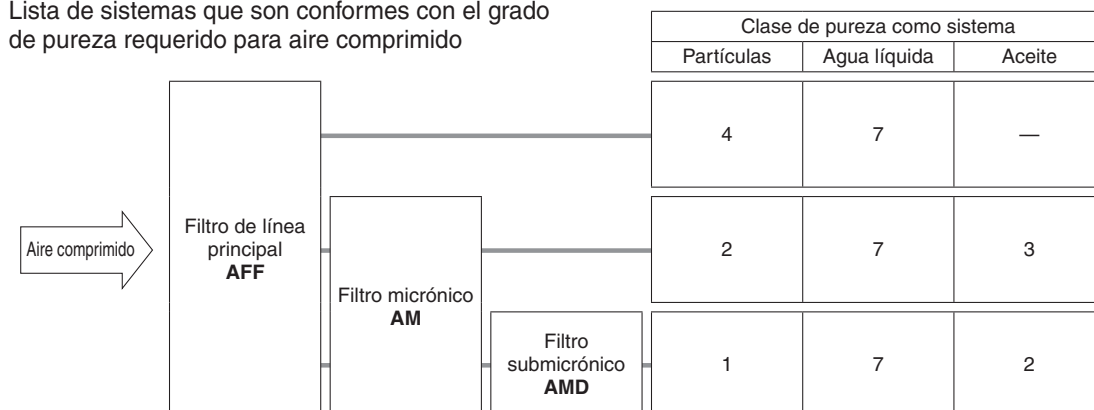 Lista de sistemas que son conformes con el grado
de pureza requerido para aire comprimido
Clase de pureza como sistema
Partículas Agua líquida Aceite
4 7 —
Aire comprimido
Filtro de línea
principal
AFF
2 7 3
Filtro micrónico
AM
Filtro
submicrónico
AMD
1 7 2